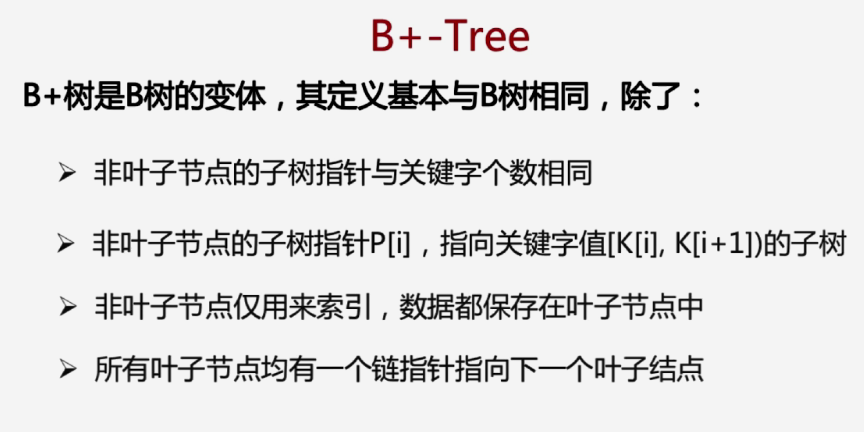 B+-Tree
B+树是B树的变体，其定义基本与B树相同，除了：
➢ 非叶子节点的子树指针与关键字个数相同
➢ 非叶子节点的子树指针P[i]，指向关键字值[K[i], K[i+1])的子树
➢ 非叶子节点仅用来索引，数据都保存在叶子节点中
➢ 所有叶子节点均有一个链指针指向下一个叶子结点